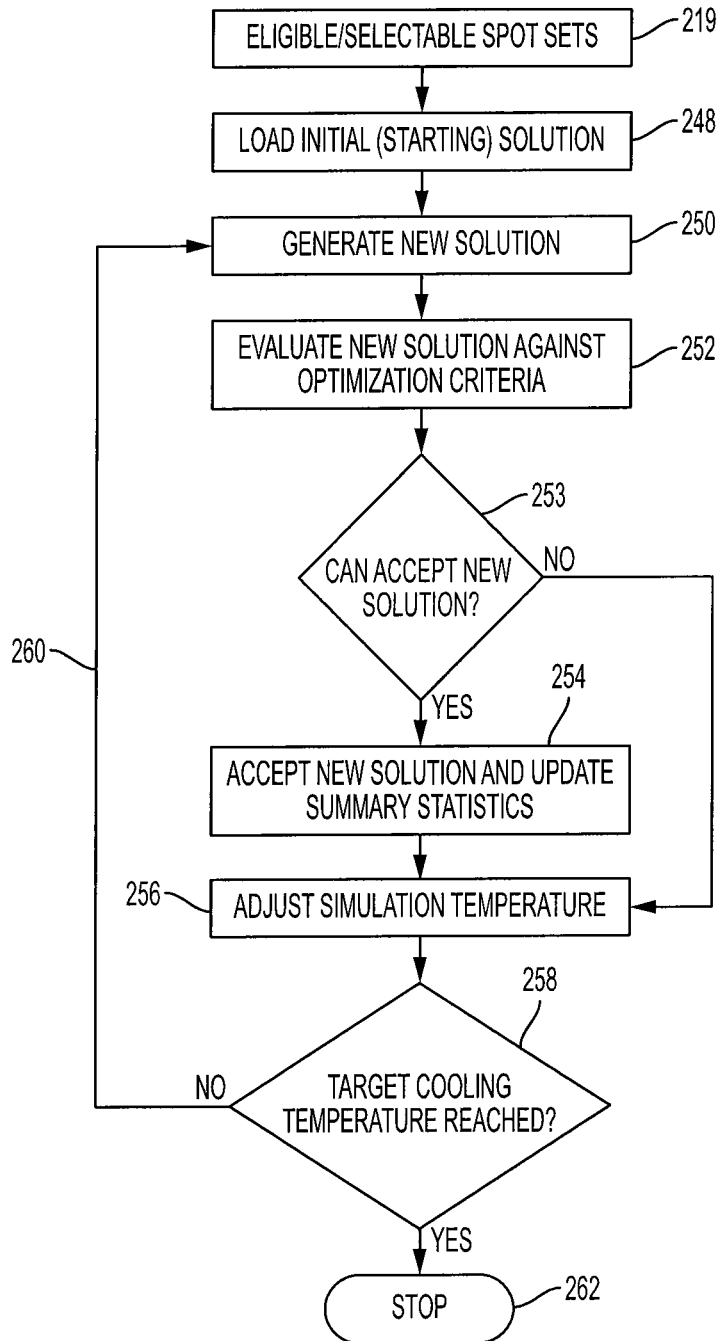 ELIGIBLE/SELECTABLE SPOT SETS
219
LOAD INITIAL (STARTING) SOLUTION
248
GENERATE NEW SOLUTION
250
EVALUATE NEW SOLUTION AGAINST
OPTIMIZATION CRITERIA
252
253
CAN ACCEPT NEW
SOLUTION?
NO
260
YES
254
ACCEPT NEW SOLUTION AND UPDATE
SUMMARY STATISTICS
256
ADJUST SIMULATION TEMPERATURE
258
NO
TARGET COOLING
TEMPERATURE REACHED?
YES
STOP
262